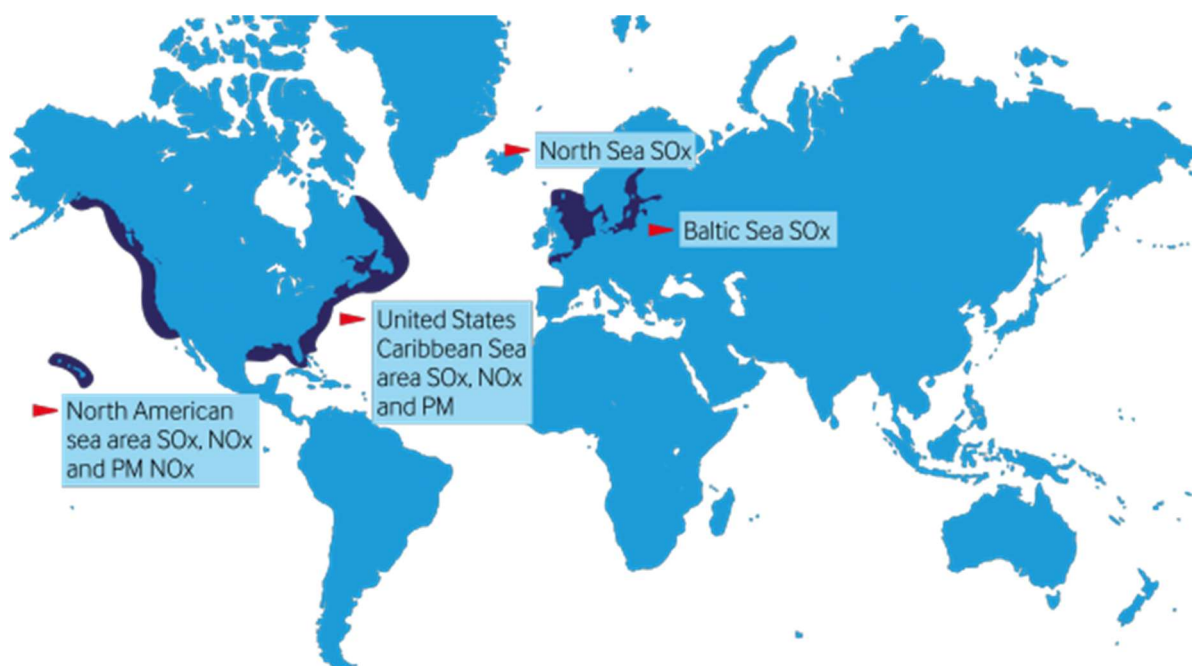 North Sea SOx
Baltic Sea SOx
United States
Caribbean Sea
area SOx, NOx
and PM
North American
sea area SOx, NOx
and PM NOx